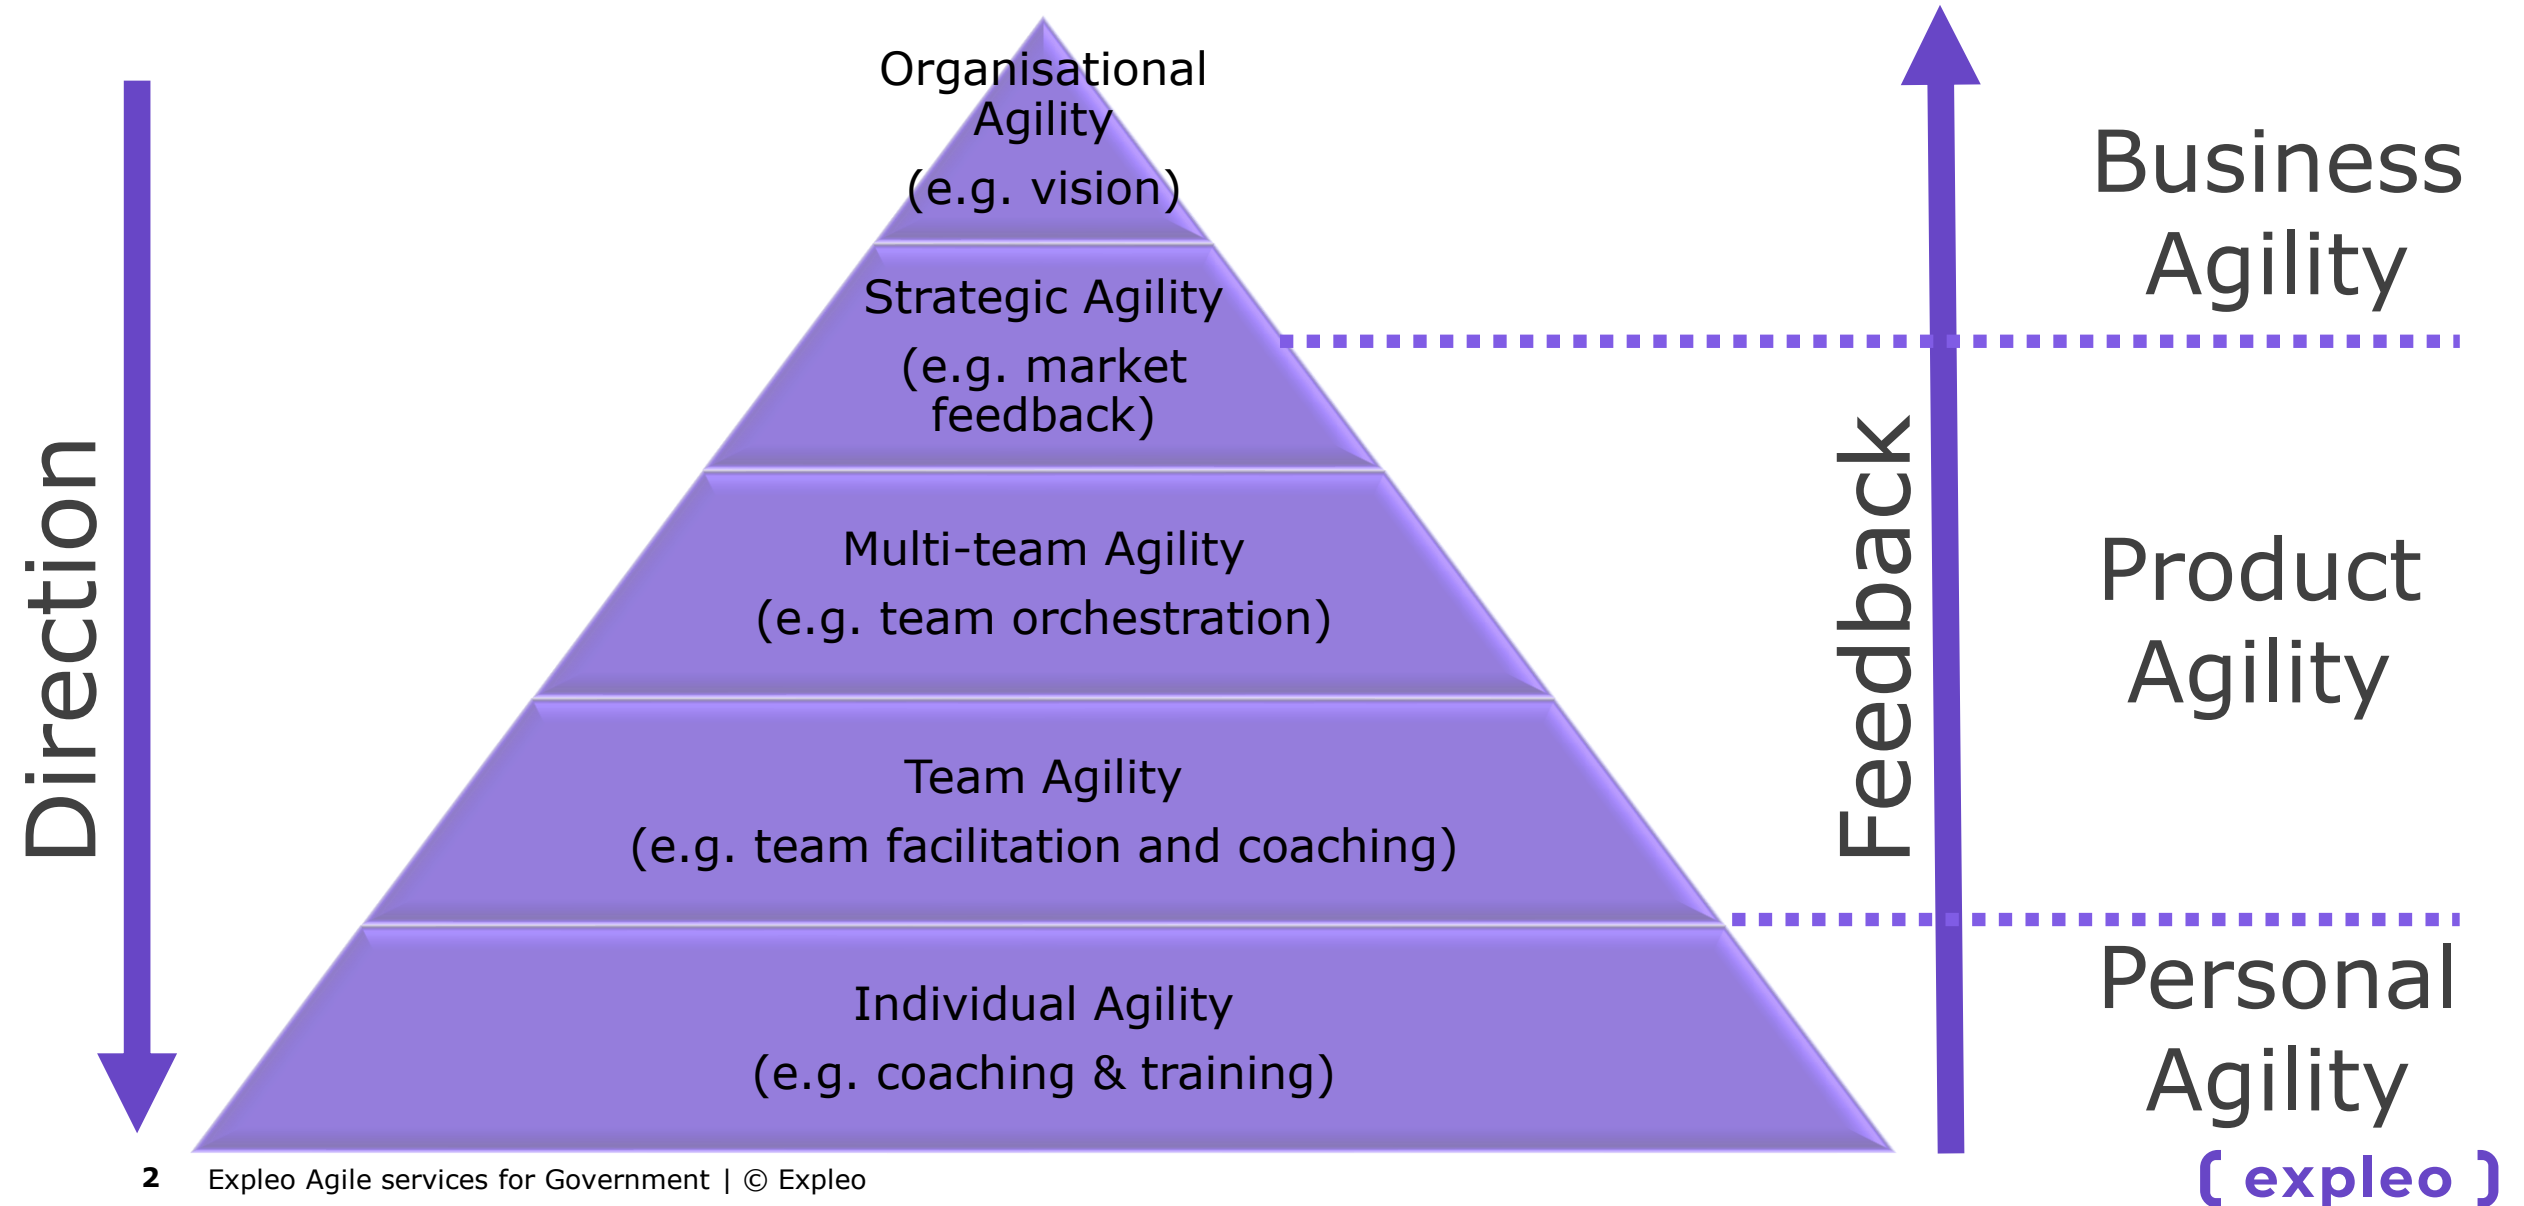 Direction
Organisational
Agility
(e.g. vision)
Strategic Agility
(e.g. market
feedback)
Multi-team Agility
(e.g. team orchestration)
Team Agility
(e.g. team facilitation and coaching)
Individual Agility
(e.g. coaching & training)
Feedback
Business
Agility
Product
Agility
Personal
Agility
2 Expleo Agile services for Government | © Expleo
( expleo )